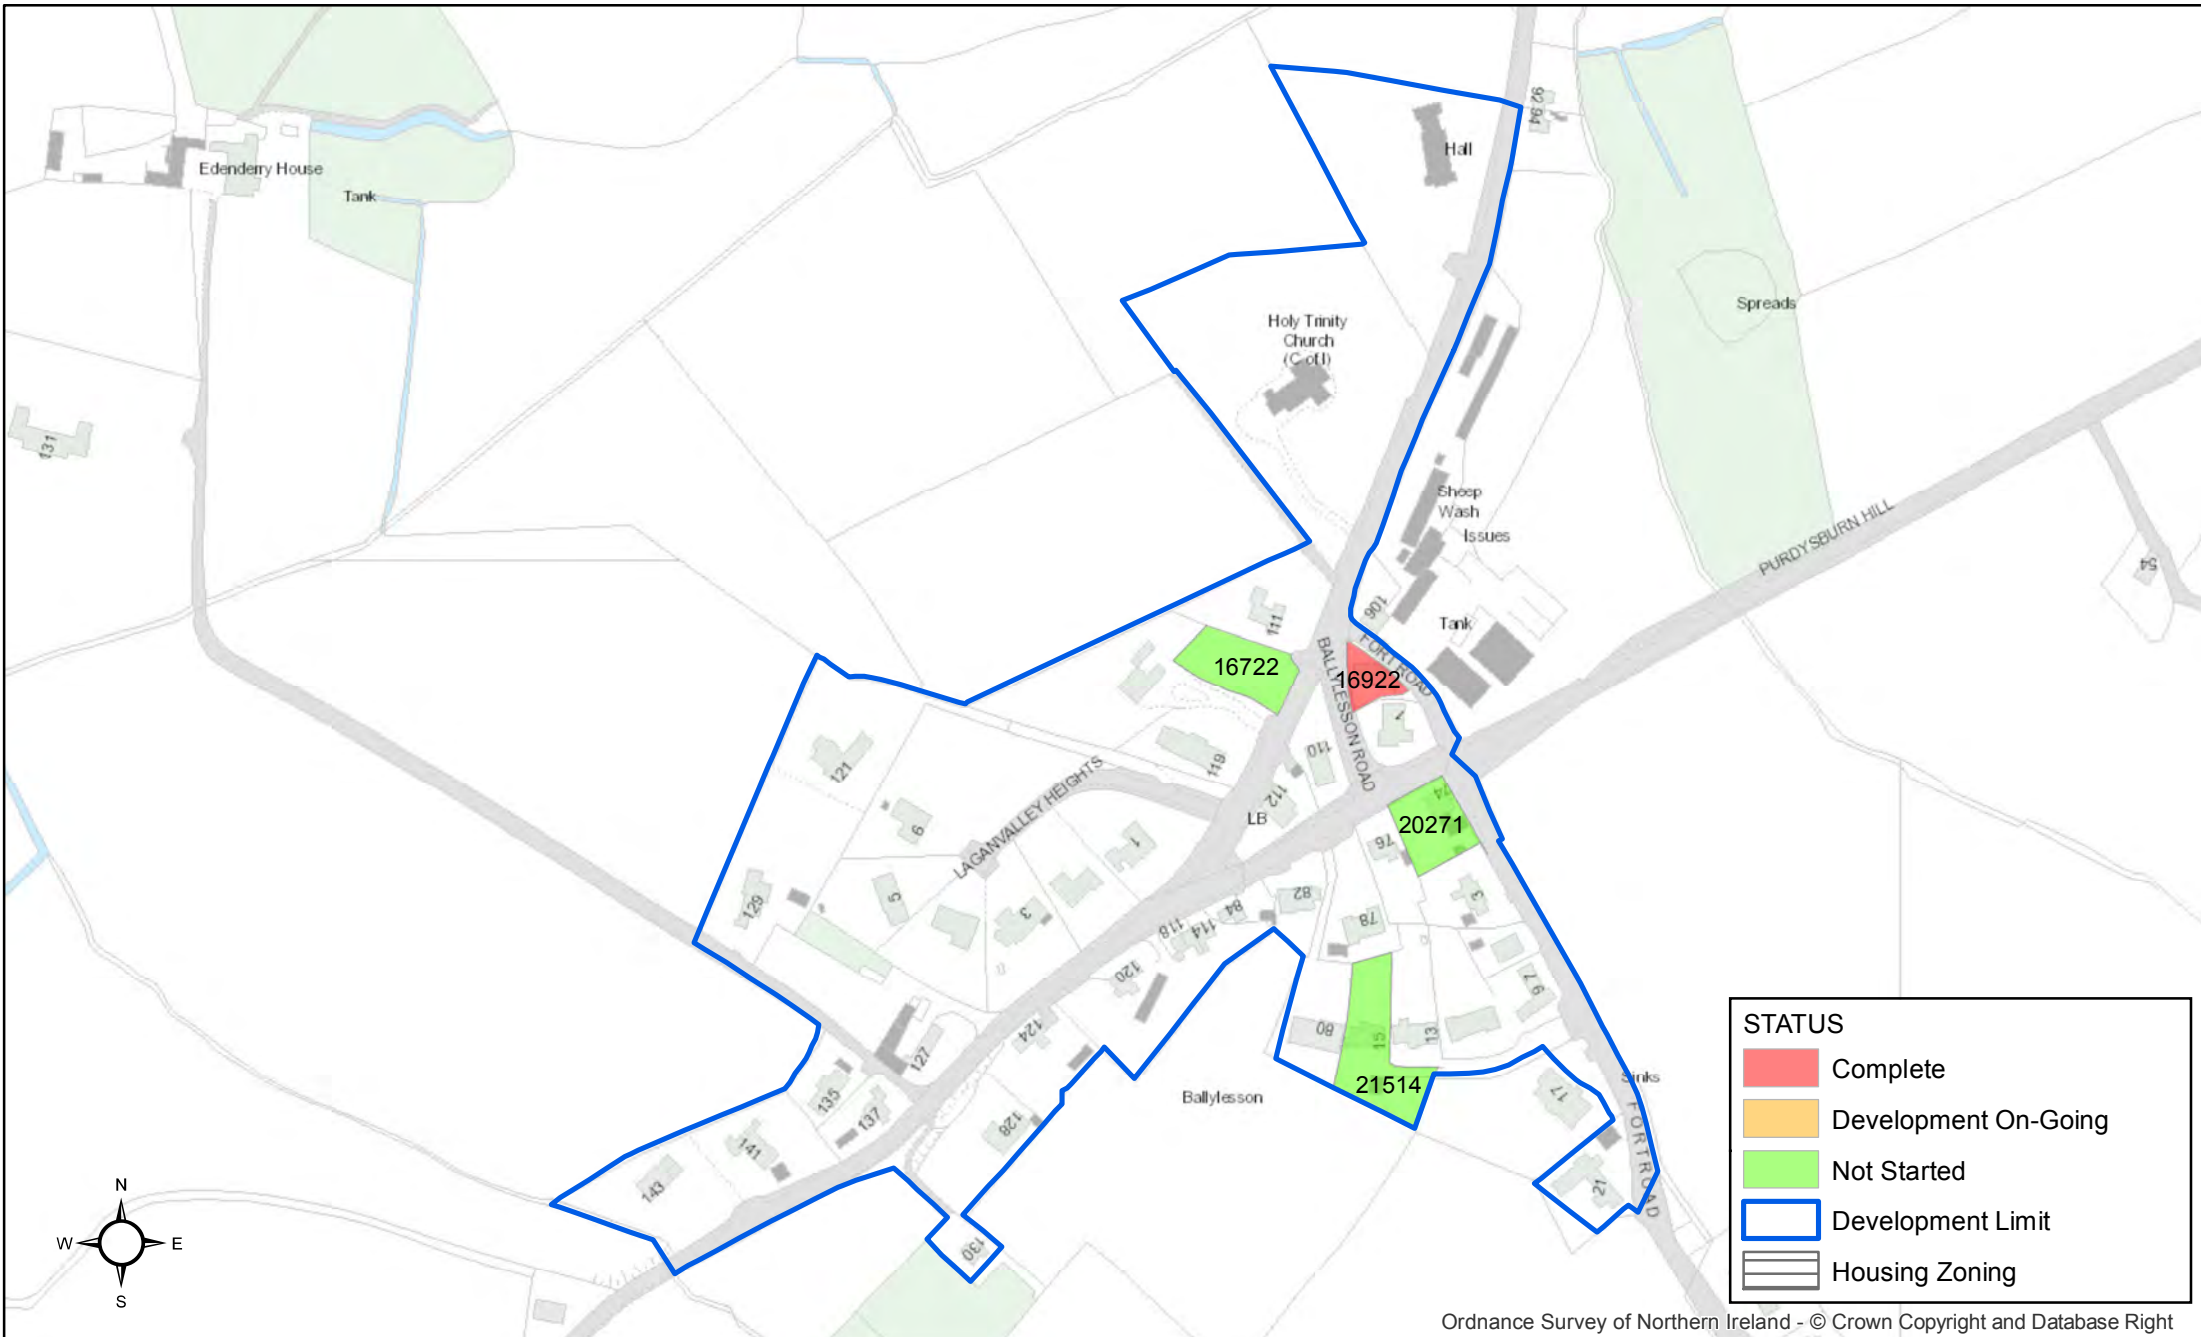 92 94
Hall
Edenderry House
Tank
Spreads
Holy Trinity
Church
(C of I)
131
Sheep
Wash
Issues
PURDYSBURN HILL
54
106
Tank
111
FORT ROAD
BALLYLESSON ROAD
16722
16922
1
110
119
121
LAGANVALLEY HEIGHTS
112
LB
74
20271
76
6
1
129
5
3
82
84
78
3
118
114
120
97
124
80
15
13
127
21514
17
Sinks
Ballylesson
135
137
128
141
143
21
FORT ROAD
130
N
W
E
S
STATUS
Complete
Development On-Going
Not Started
Development Limit
Housing Zoning
Ordnance Survey of Northern Ireland - © Crown Copyright and Database Right